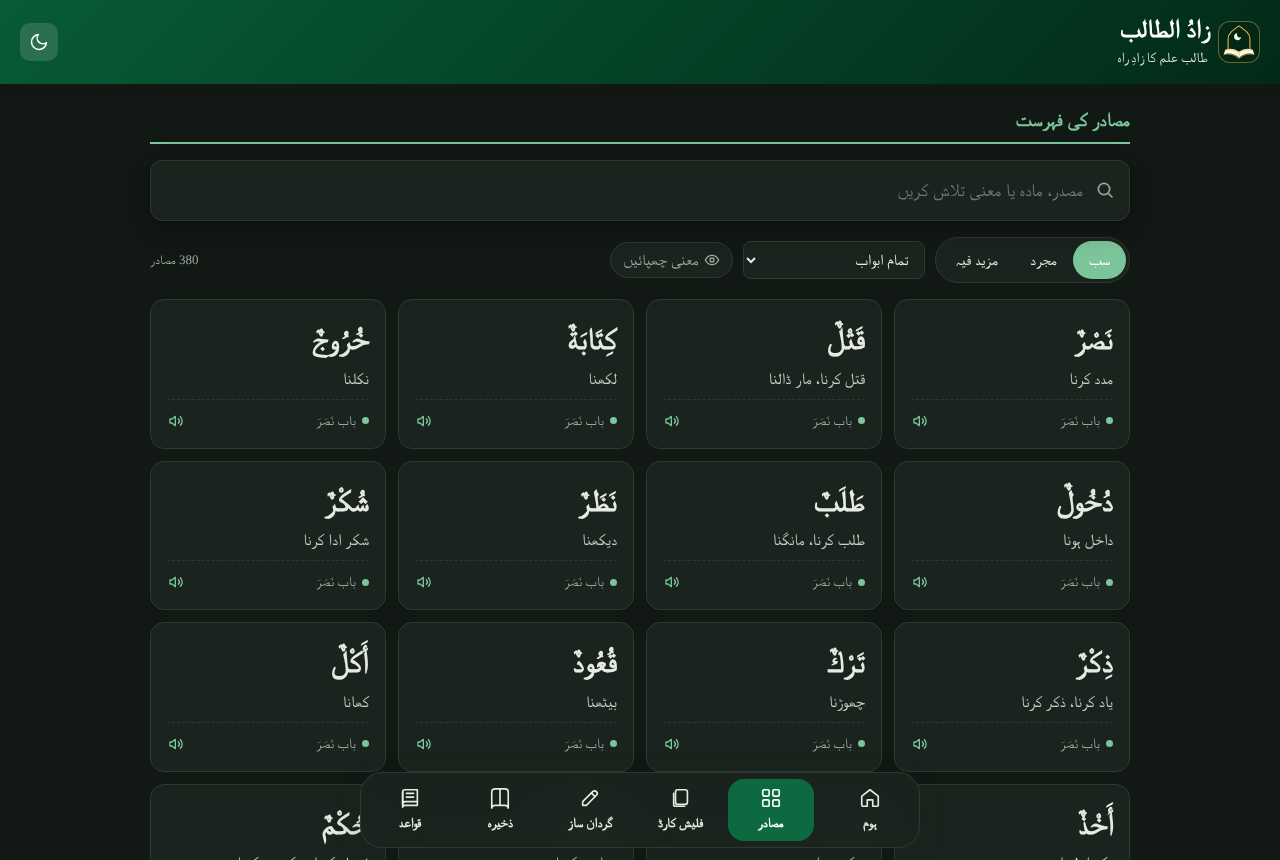 زادُ الطالب
طالب علم کا زادِ راہ
مصادر کی فہرست
مصدر، مادہ یا معنی تلاش کریں
سب
مجرد
مزید فیہ
تمام ابواب
معنی چھپائیں
380 مصادر
نَصْرٌ
مدد کرنا
باب نَصَرَ
قَتْلٌ
قتل کرنا، مار ڈالنا
باب نَصَرَ
كِتَابَةٌ
لکھنا
باب نَصَرَ
خُرُوجٌ
نکلنا
باب نَصَرَ
دُخُولٌ
داخل ہونا
باب نَصَرَ
طَلَبٌ
طلب کرنا، مانگنا
باب نَصَرَ
نَظَرٌ
دیکھنا
باب نَصَرَ
شُكْرٌ
شکر ادا کرنا
باب نَصَرَ
ذِكْرٌ
یاد کرنا، ذکر کرنا
باب نَصَرَ
تَرْكٌ
چھوڑنا
باب نَصَرَ
قُعُودٌ
بیٹھنا
باب نَصَرَ
أَكْلٌ
کھانا
باب نَصَرَ
أَخْذٌ
حُكْمٌ
ہوم
مصادر
فلیش کارڈ
گردان ساز
ذخیرہ
قواعد